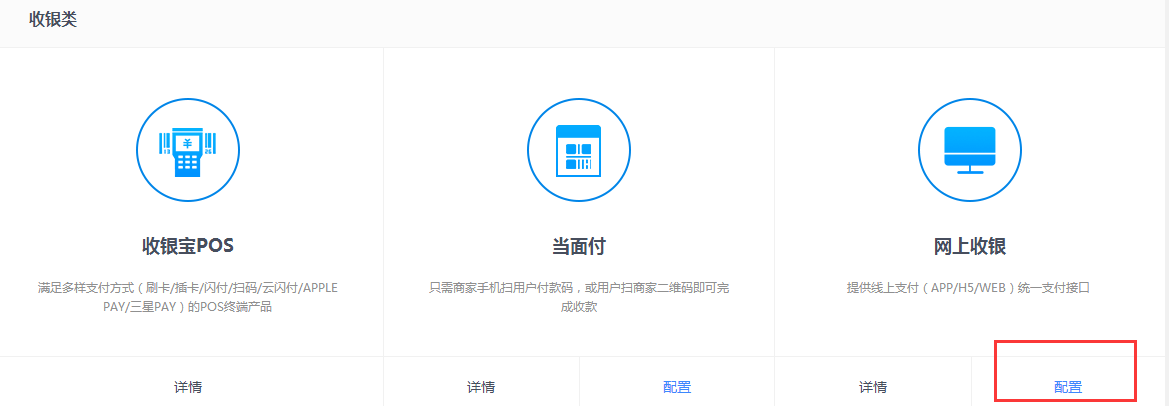 收银类
收银宝POS
满足多样支付方式（刷卡/插卡/闪付/扫码/云闪付/APPLE
PAY/三星PAY）的POS终端产品
详情
当面付
只需商家手机扫用户付款码，或用户扫商家二维码即可完
成收款
详情
配置
网上收银
提供线上支付（APP/H5/WEB）统一支付接口
详情
配置